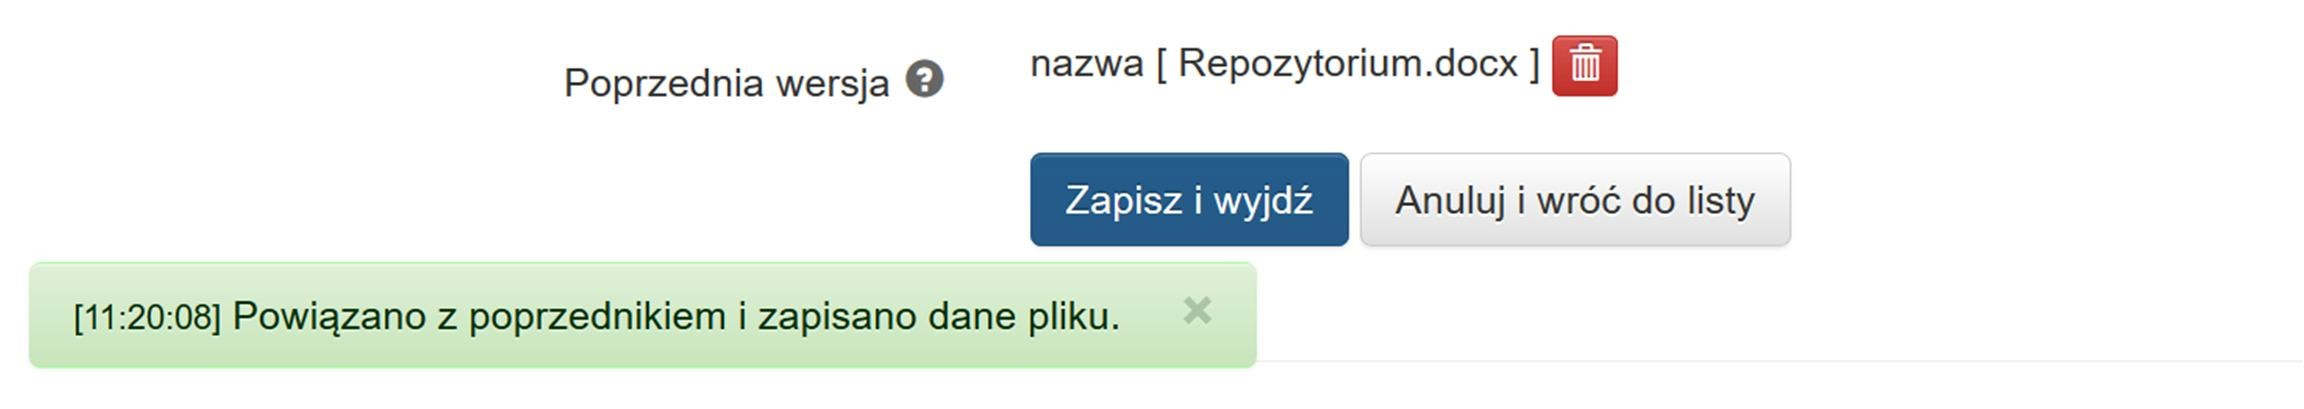 Poprzednia wersja
nazwa [ Repozytorium.docx ]
Zapisz i wyjdź
Anuluj i wróć do listy
[11:20:08] Powiązano z poprzednikiem i zapisano dane pliku.